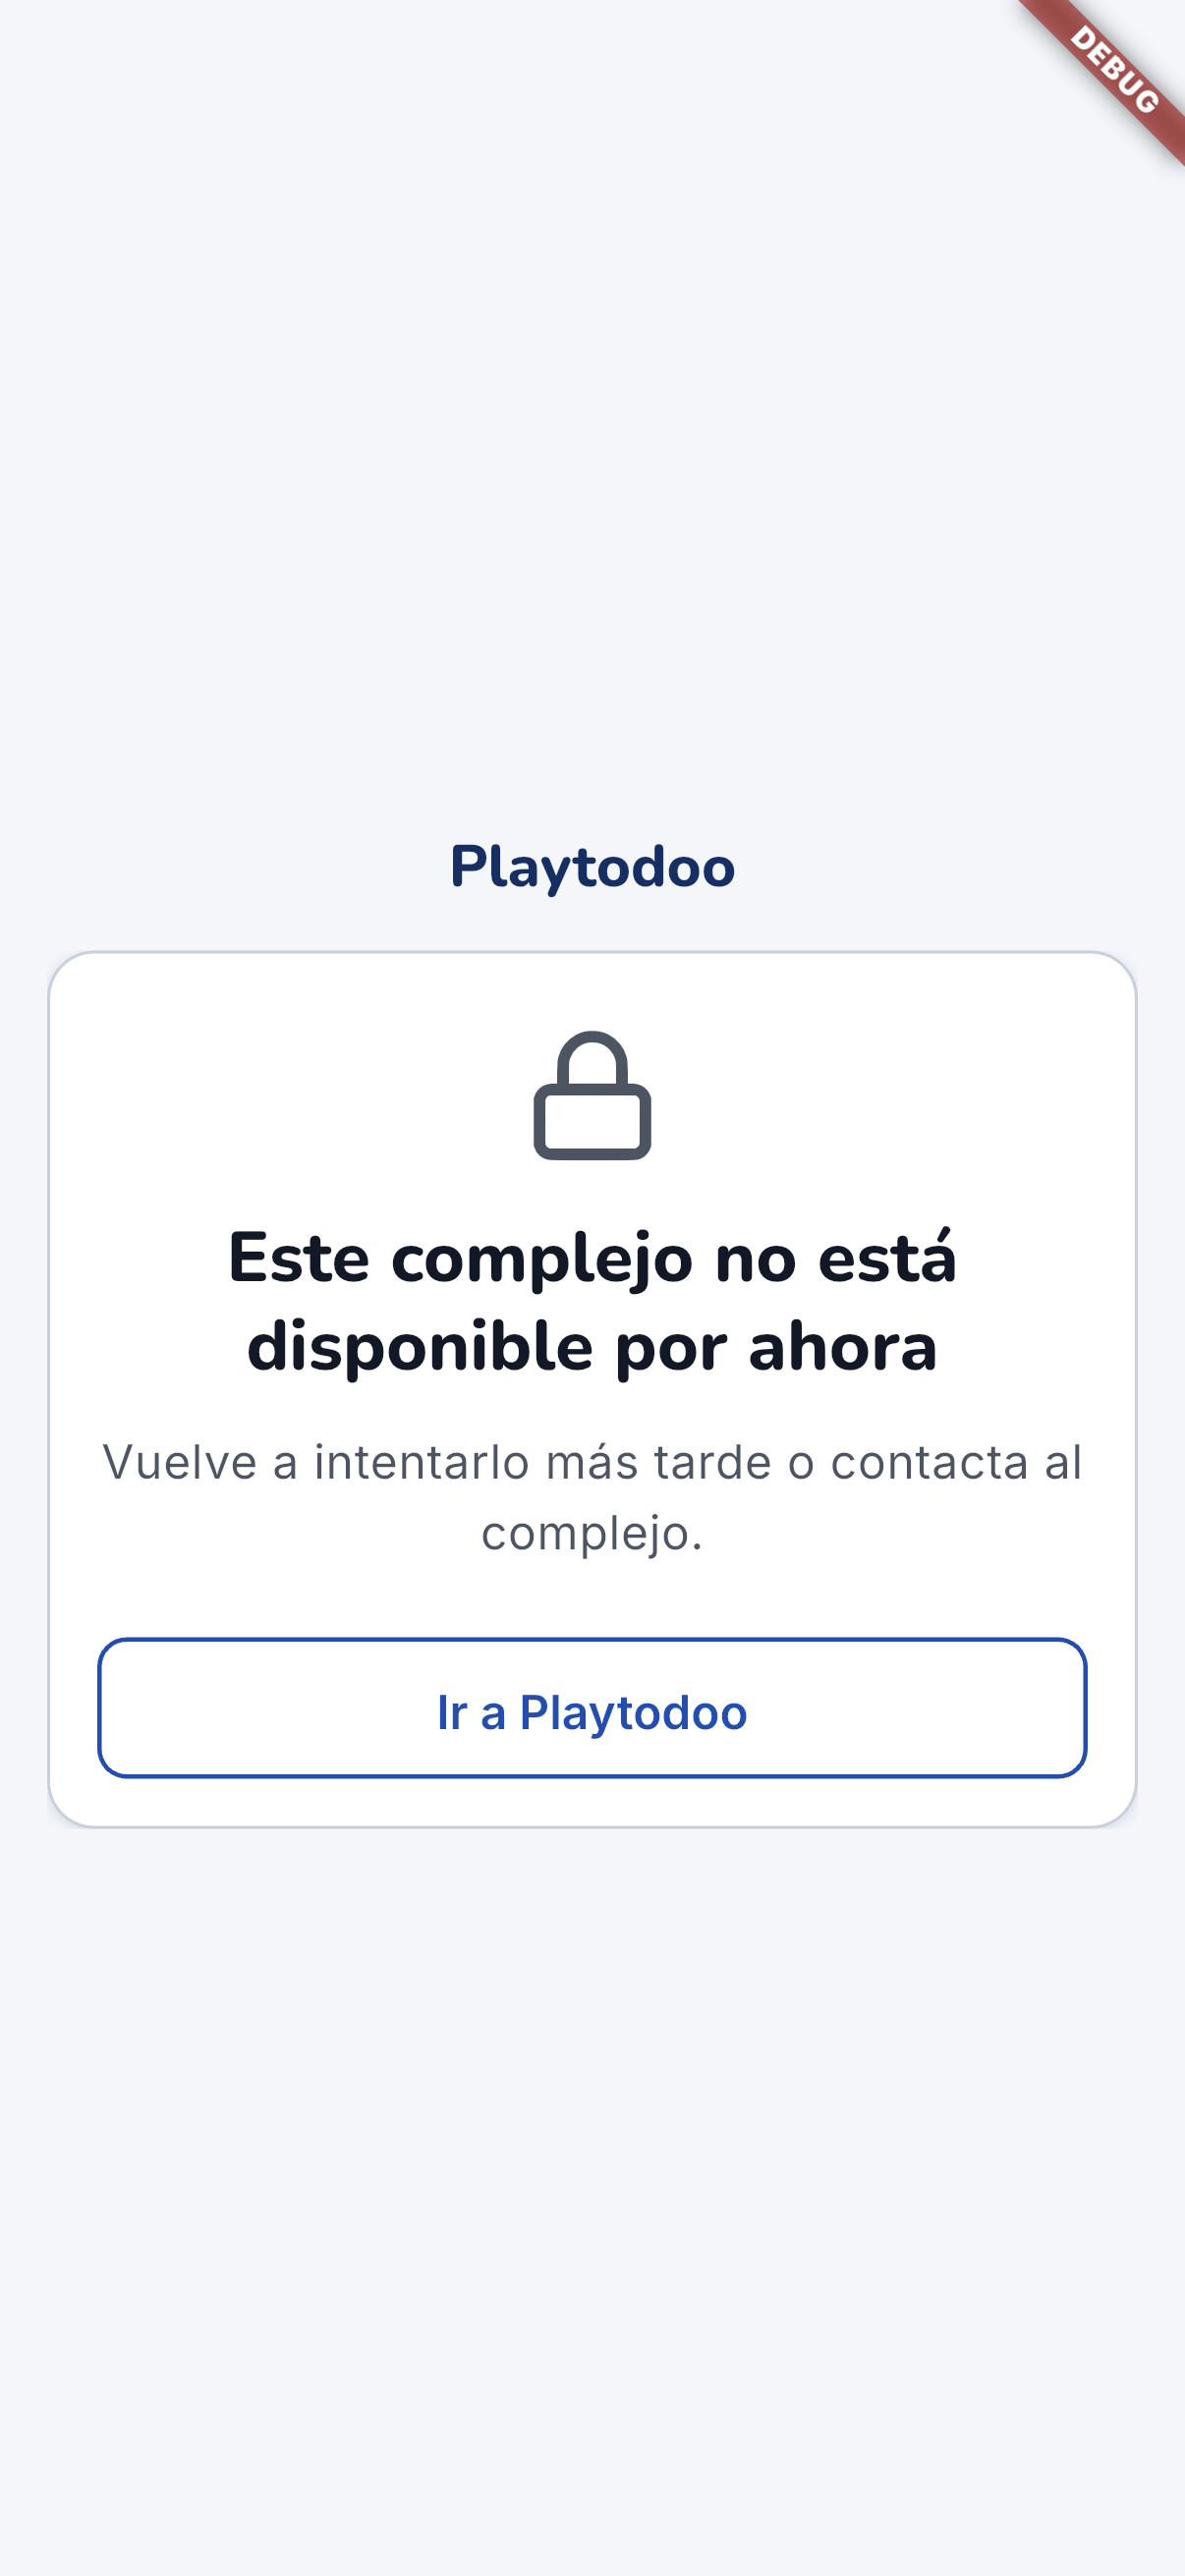 DEBUG
Playtodoo
Este complejo no está
disponible por ahora
Vuelve a intentarlo más tarde o contacta al
complejo.
Ir a Playtodoo